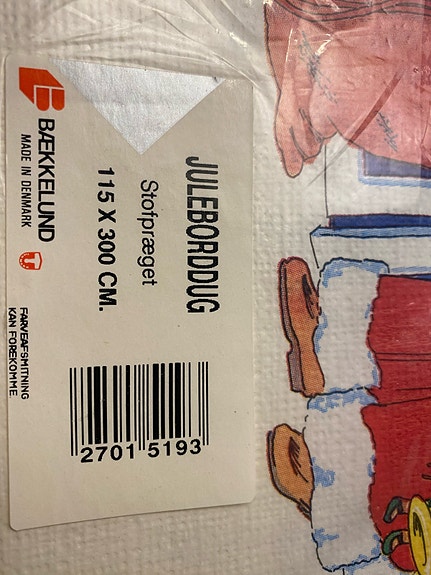 JULEBORDDUG
Stofpræget
115 X 300 CM.
BÆKKELUND
MADE IN DENMARK
FARVEAFSMITNING
KAN FOREKOMME
2701 5193